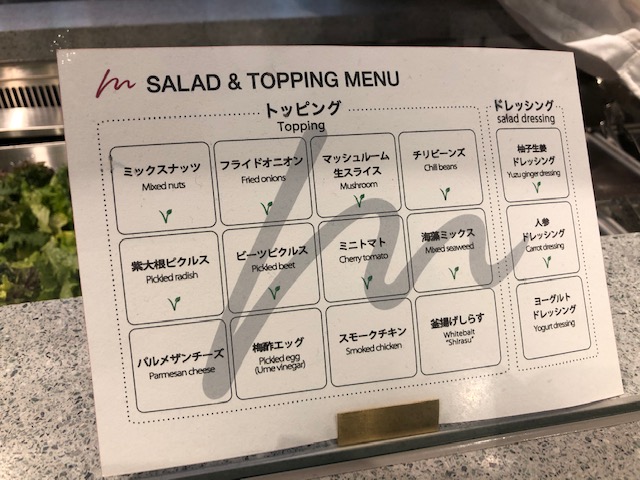 m SALAD & TOPPING MENU
トッピング
Topping
ミックスナッツ
Mixed nuts
フライドオニオン
Fried onions
マッシュルーム
生スライス
Mushroom
チリビーンズ
Chili beans
紫大根ピクルス
Pickled radish
ビーツピクルス
Pickled beet
ミニトマト
Cherry tomato
海藻ミックス
Mixed seaweed
パルメザンチーズ
Parmesan cheese
梅酢エッグ
Pickled egg
(Ume vinegar)
スモークチキン
Smoked chicken
釜揚げしらす
Whitebait
"Shirasu"
ドレッシング
salad dressing
柚子生姜
ドレッシング
Yuzu ginger dressing
人参
ドレッシング
Carrot dressing
ヨーグルト
ドレッシング
Yogurt dressing